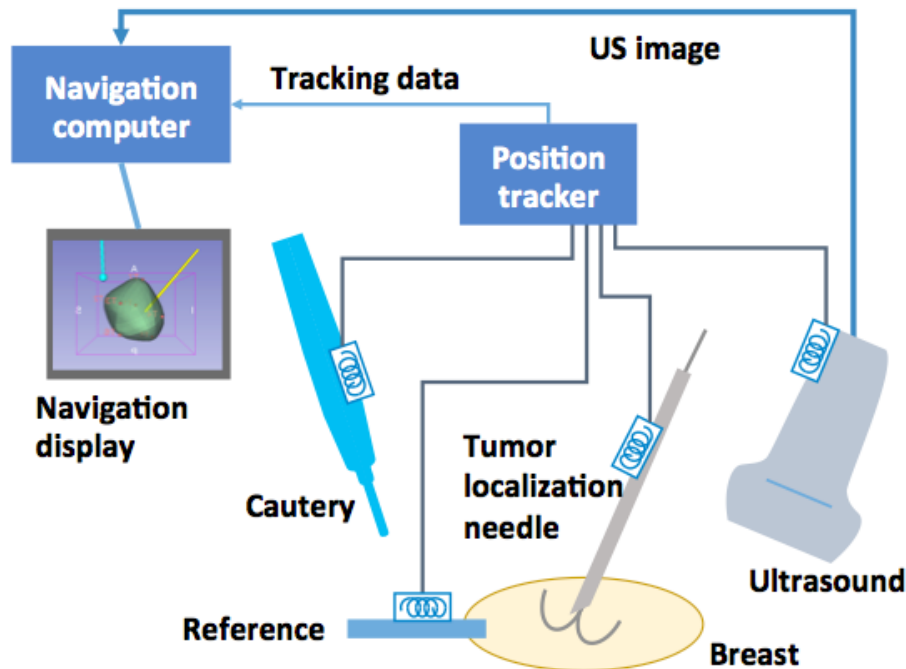 US image
Navigation
computer
Tracking data
Position
tracker
A
Navigation
display
Cautery
Tumor
localization
needle
Ultrasound
Reference
Breast